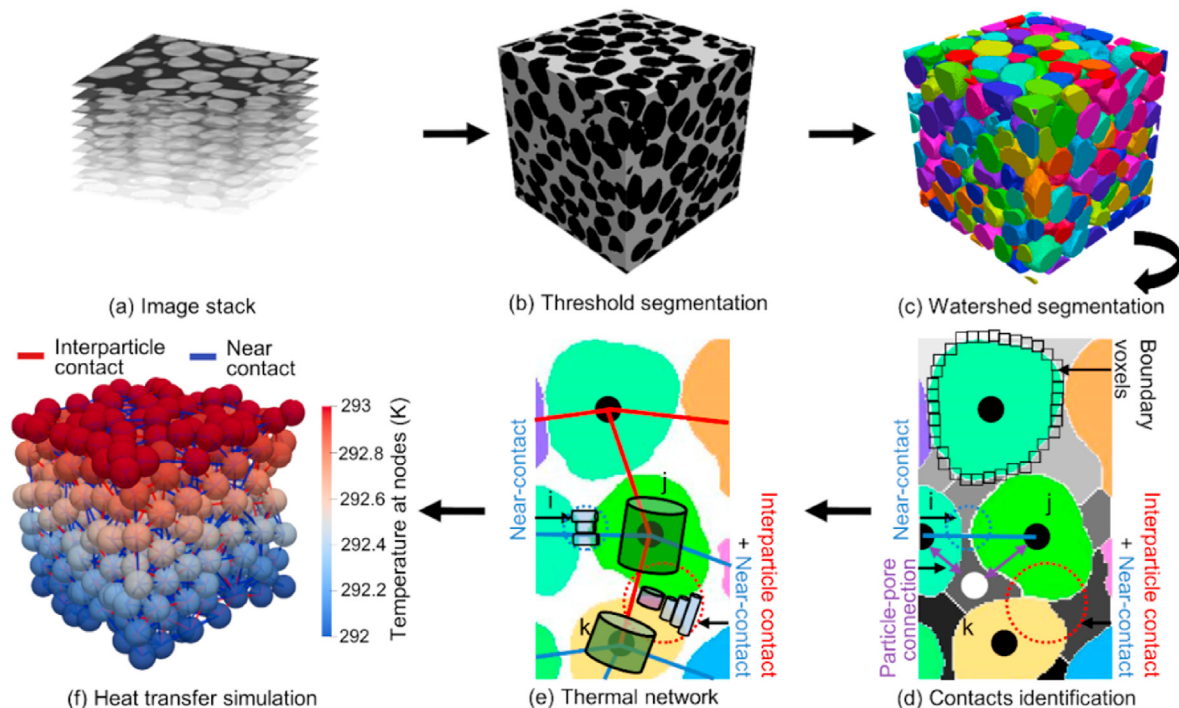 (a) Image stack
(b) Threshold segmentation
(c) Watershed segmentation
Interparticle
contact
Near
contact
293
292.8
292.6
292.4
292.2
292
Temperature at nodes (K)
(f) Heat transfer simulation
Near-contact
i
j
k
Interparticle contact
+ Near-contact
(e) Thermal network
Boundary
voxels
Near-contact
i
j
k
Particle-pore
connection
Interparticle contact
+ Near-contact
(d) Contacts identification